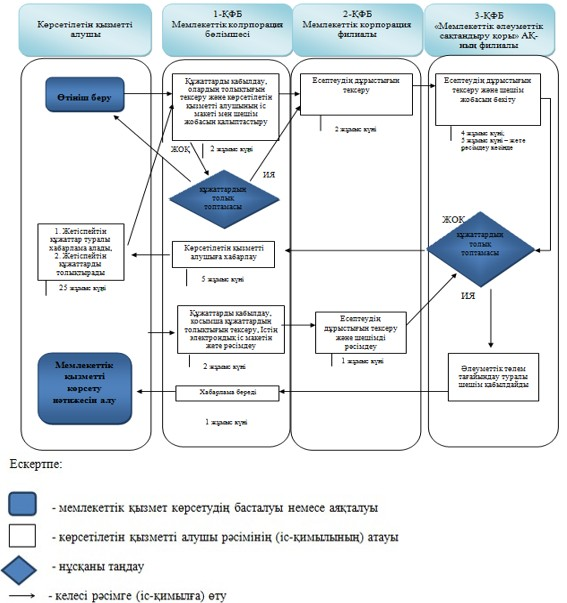 Көрсетілетін қызметті
алушы
1-ҚФБ
Мемлекеттік колрпорация
бөлімшесі
2-ҚФБ
Мемлекеттік корпорация
филиалы
3-ҚФБ
«Мемлекеттік әлеуметтік
сақтандыру қоры» АҚ-
ның филиалы
Өтініш беру
Құжаттарды қабылдау,
олардың толықтығын
тексеру және көрсетілетін
қызметті алушының іс
макеті мен шешім
жобасын қалыптастыру
Есептеудің дұрыстығын
тексеру
Есептеудің дұрыстығын
тексеру және шешім
жобасын бекіту
2 жұмыс күні
2 жұмыс күні
4 жұмыс күні,
5 жұмыс күні – жете
ресімдеу кезінде
ЖОҚ
ИЯ
құжаттардың
толық
топтамасы
1. Жетіспейтін
құжаттар туралы
хабарлама алады,
2. Жетіспейтін
құжаттарды
толықтырады
25 жұмыс күні
Көрсетілетін қызметті
алушыға хабарлау
5 жұмыс күні
ЖОҚ
құжаттардың
толық
топтамасы
ИЯ
Құжаттарды қабылдау,
қосымша құжаттардың
толықтығын тексеру, Істің
электрондық іс макетін
жете рәсімдеу
2 жұмыс күні
Есептеудің
дұрыстығын тексеру
және шешімді
рәсімдеу
1 жұмыс күні
Мемлекеттік
қызметті
көрсету
нәтижесін алу
Хабарлама береді
1 жұмыс күні
Әлеуметтік төлем
тағайындау туралы
шешім қабылдайды
Ескертпе:
- мемлекеттік қызмет көрсетудің басталуы немесе аяқталуы
- көрсетілетін қызметті алушы рәсімінің (іс-қимылының) атауы
- нұсқаны таңдау
- келесі рәсімге (іс-қимылға) өту